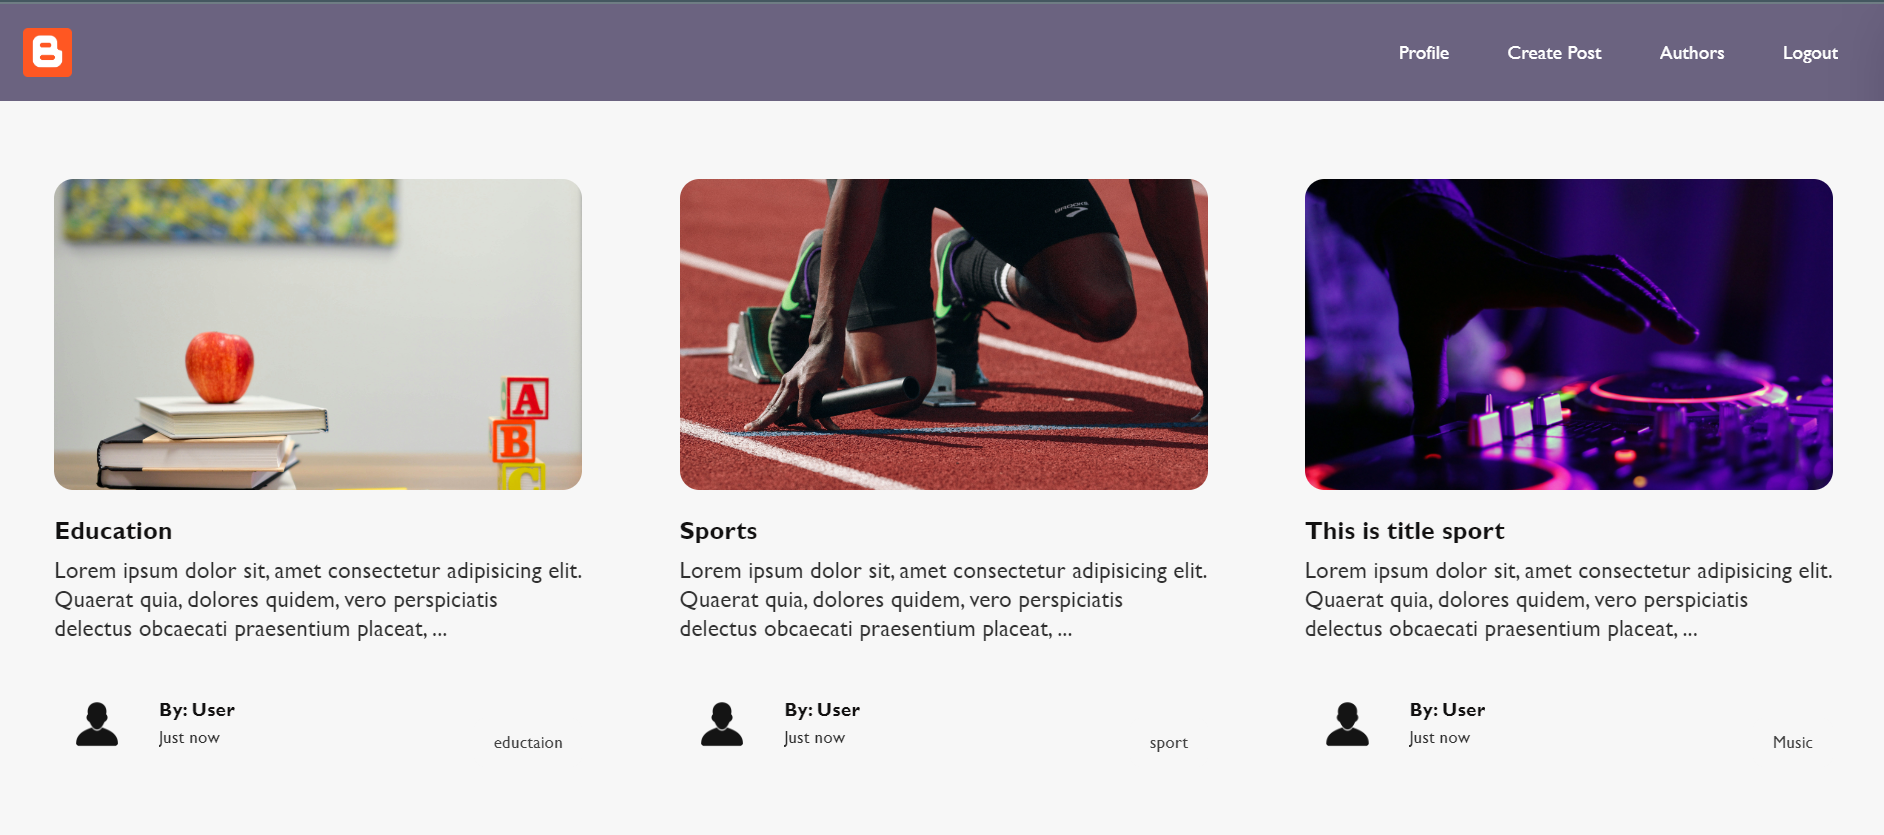 B
Profile Create Post Authors Logout
A
B
C
BROOKS
Education
Lorem ipsum dolor sit, amet consectetur adipisicing elit.
Quaerat quia, dolores quidem, vero perspiciatis
delectus obcaecati praesentium placeat, ...
By: User
Just now
eductaion
Sports
Lorem ipsum dolor sit, amet consectetur adipisicing elit.
Quaerat quia, dolores quidem, vero perspiciatis
delectus obcaecati praesentium placeat, ...
By: User
Just now
sport
This is title sport
Lorem ipsum dolor sit, amet consectetur adipisicing elit.
Quaerat quia, dolores quidem, vero perspiciatis
delectus obcaecati praesentium placeat, ...
By: User
Just now
Music